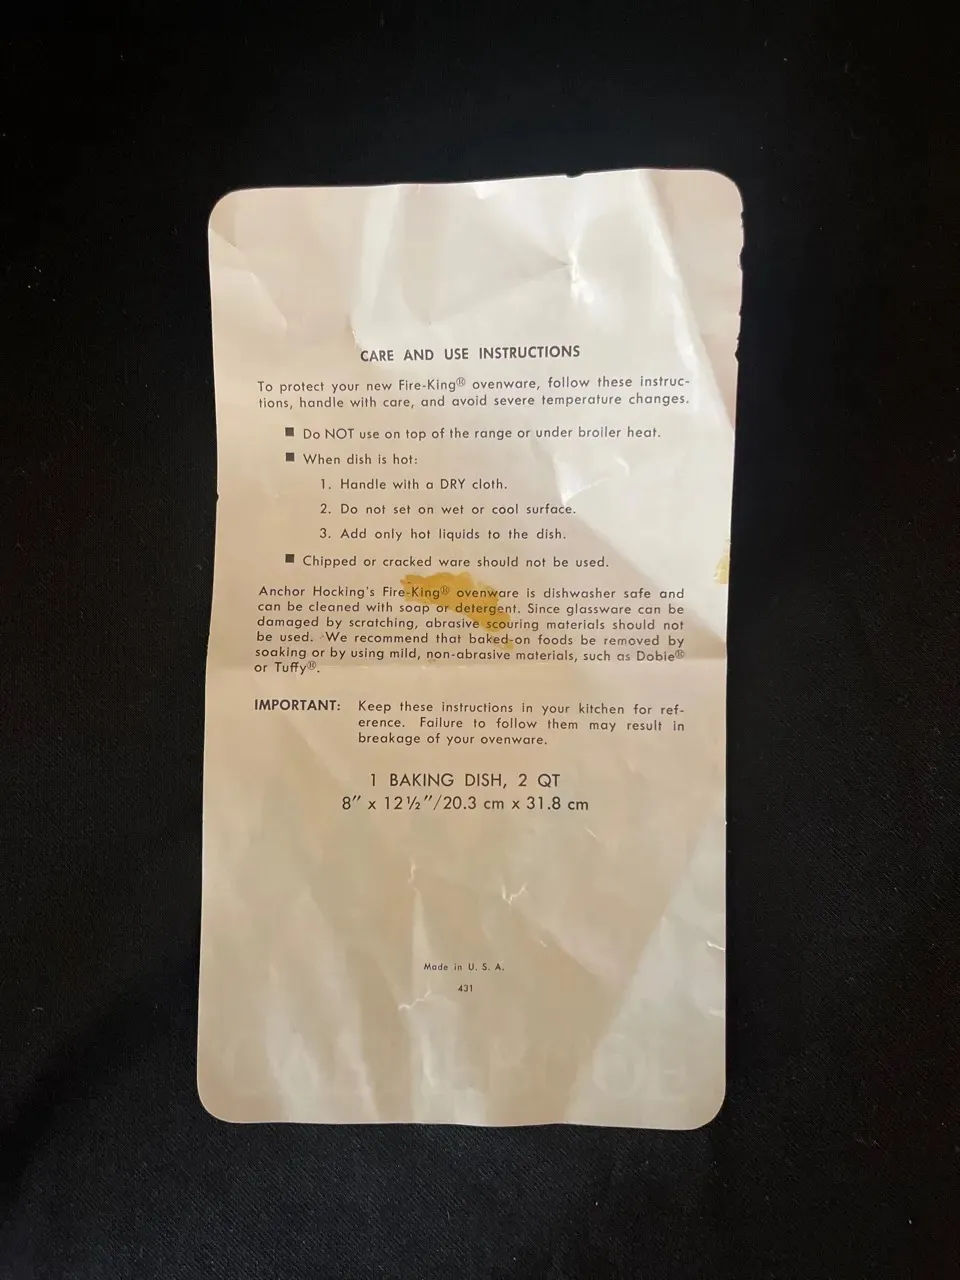 CARE AND USE INSTRUCTIONS
To protect your new Fire-King® ovenware, follow these instruc-
tions, handle with care, and avoid severe temperature changes.
■ Do NOT use on top of the range or under broiler heat.
■ When dish is hot:
1. Handle with a DRY cloth.
2. Do not set on wet or cool surface.
3. Add only hot liquids to the dish.
■ Chipped or cracked ware should not be used.
Anchor Hocking's Fire-King® ovenware is dishwasher safe and
can be cleaned with soap or detergent. Since glassware can be
damaged by scratching, abrasive scouring materials should not
be used. We recommend that baked-on foods be removed by
soaking or by using mild, non-abrasive materials, such as Dobie®
or Tuffy®.
IMPORTANT: Keep these instructions in your kitchen for ref-
erence. Failure to follow them may result in
breakage of your ovenware.
1 BAKING DISH, 2 QT
8″ x 12½″/20.3 cm x 31.8 cm
Made in U. S. A.
431